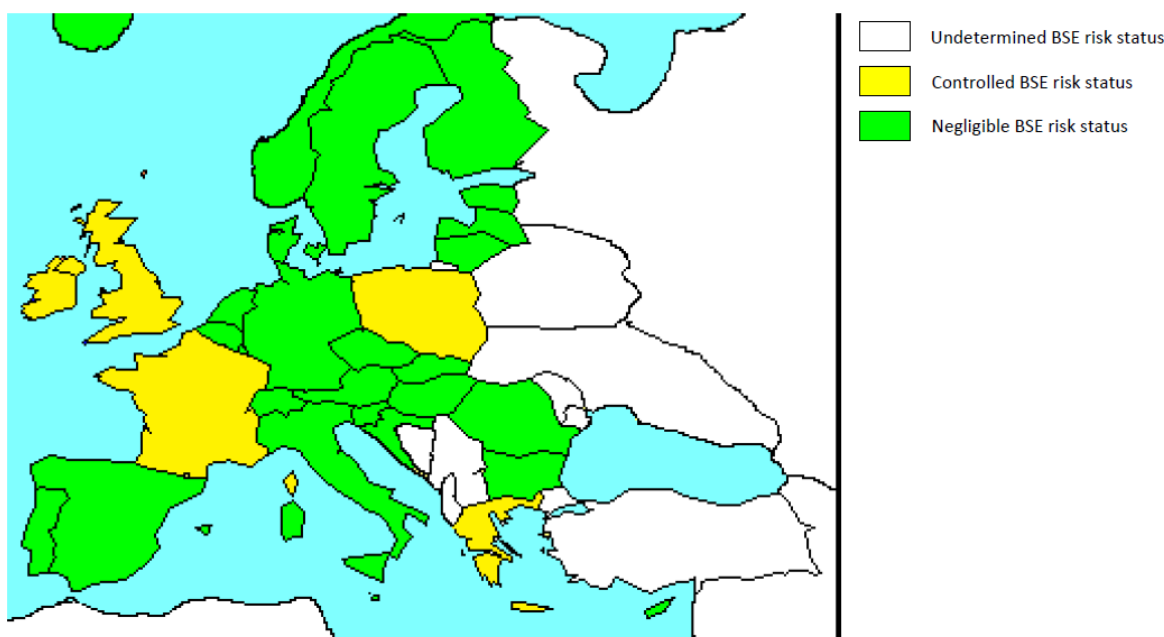 Undetermined BSE risk status
Controlled BSE risk status
Negligible BSE risk status